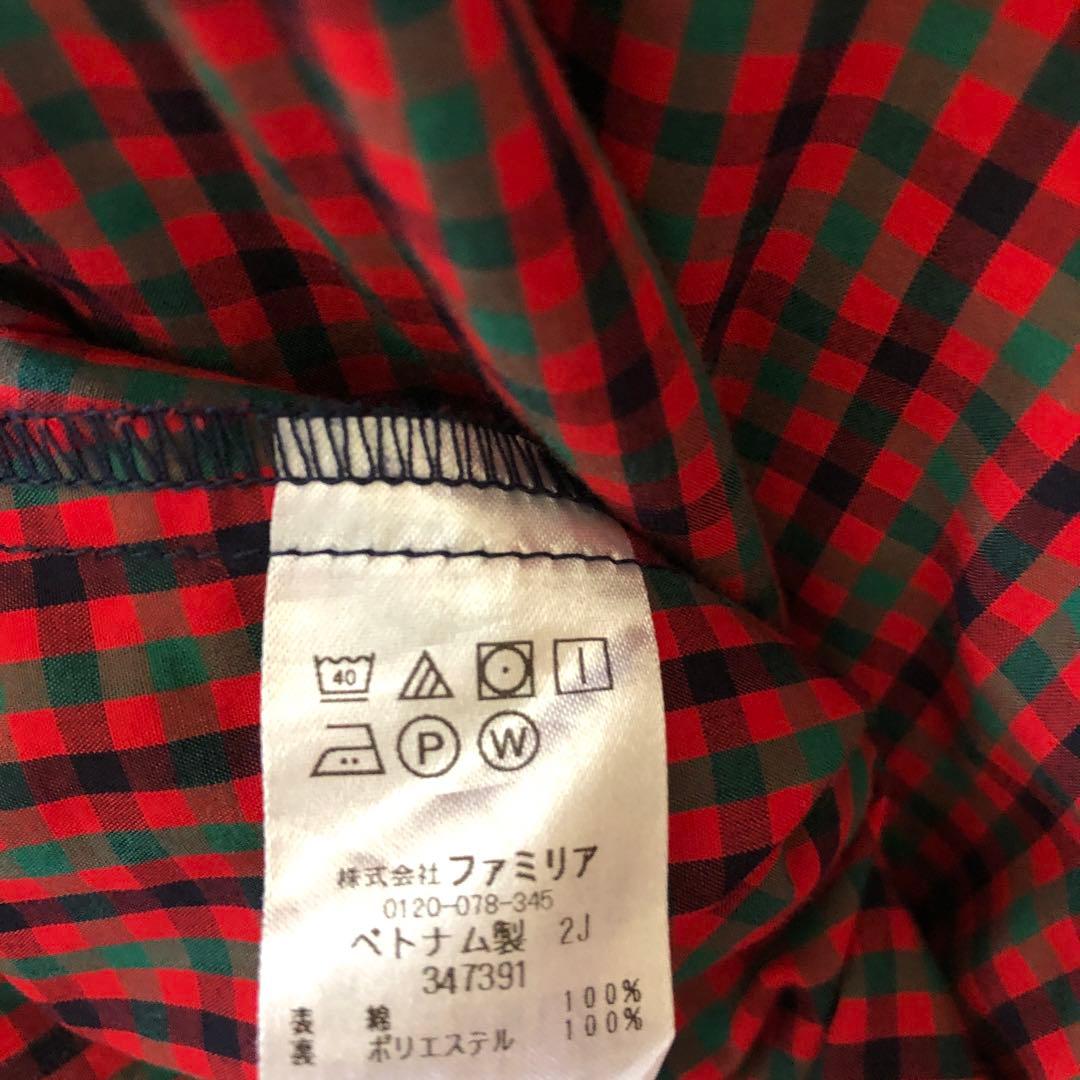 40
P W
株式会社ファミリア
0120-078-345
ベトナム製 2J
347391
表 綿 100%
裏 ポリエステル 100%